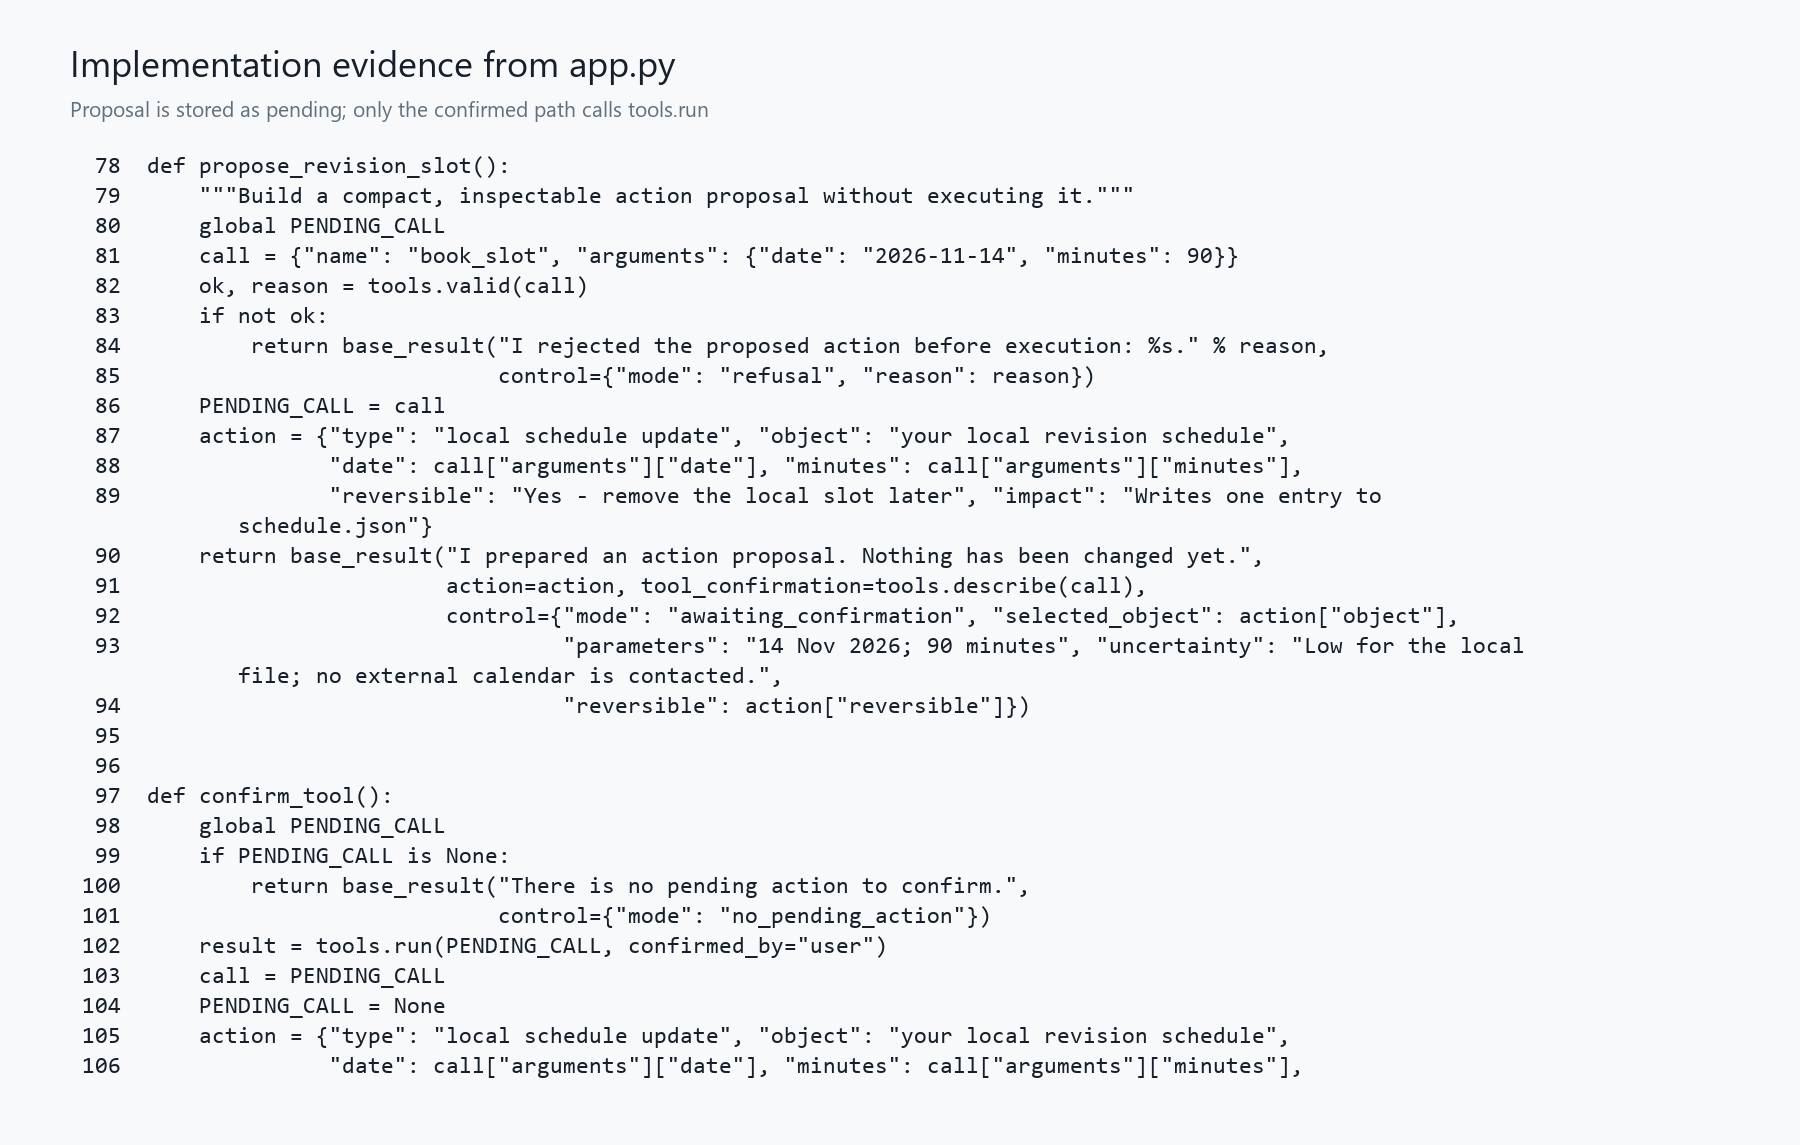 Implementation evidence from app.py
Proposal is stored as pending; only the confirmed path calls tools.run
78  def propose_revision_slot():
79      """Build a compact, inspectable action proposal without executing it."""
80      global PENDING_CALL
81      call = {"name": "book_slot", "arguments": {"date": "2026-11-14", "minutes": 90}}
82      ok, reason = tools.valid(call)
83      if not ok:
84          return base_result("I rejected the proposed action before execution: %s." % reason,
85                             control={"mode": "refusal", "reason": reason})
86      PENDING_CALL = call
87      action = {"type": "local schedule update", "object": "your local revision schedule",
88                "date": call["arguments"]["date"], "minutes": call["arguments"]["minutes"],
89                "reversible": "Yes - remove the local slot later", "impact": "Writes one entry to
           schedule.json"}
90      return base_result("I prepared an action proposal. Nothing has been changed yet.",
91                         action=action, tool_confirmation=tools.describe(call),
92                         control={"mode": "awaiting_confirmation", "selected_object": action["object"],
93                                  "parameters": "14 Nov 2026; 90 minutes", "uncertainty": "Low for the local
           file; no external calendar is contacted.",
94                                  "reversible": action["reversible"]})
95
96
97  def confirm_tool():
98      global PENDING_CALL
99      if PENDING_CALL is None:
100          return base_result("There is no pending action to confirm.",
101                             control={"mode": "no_pending_action"})
102      result = tools.run(PENDING_CALL, confirmed_by="user")
103      call = PENDING_CALL
104      PENDING_CALL = None
105      action = {"type": "local schedule update", "object": "your local revision schedule",
106                "date": call["arguments"]["date"], "minutes": call["arguments"]["minutes"],